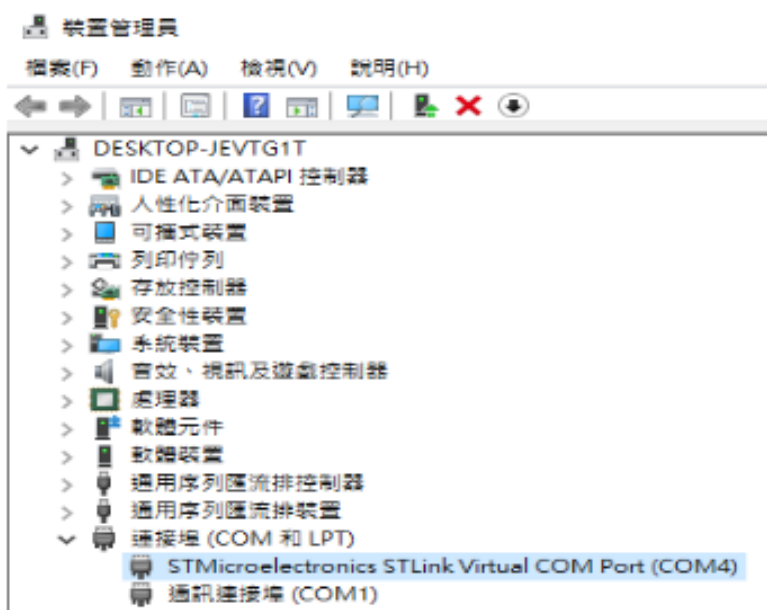 裝置管理員
檔案(F) 動作(A) 檢視(V) 說明(H)
DESKTOP-JEVTG1T
IDE ATA/ATAPI 控制器
人性化介面裝置
可攜式裝置
列印佇列
存放控制器
安全性裝置
系統裝置
音效、視訊及遊戲控制器
處理器
軟體元件
軟體裝置
通用序列匯流排控制器
通用序列匯流排裝置
連接埠 (COM 和 LPT)
STMicroelectronics STLink Virtual COM Port (COM4)
通訊連接埠 (COM1)